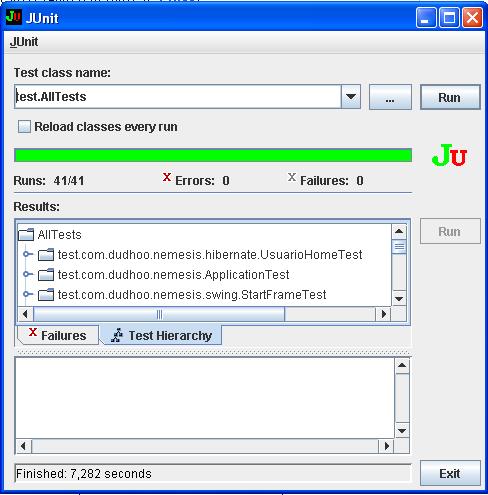 JU JUnit
JUnit
Test class name:
test.AllTests
...
Run
Reload classes every run
JU
Runs: 41/41
X Errors: 0
X Failures: 0
Results:
Run
AllTests
test.com.dudhoo.nemesis.hibernate.UsuarioHomeTest
test.com.dudhoo.nemesis.ApplicationTest
test.com.dudhoo.nemesis.swing.StartFrameTest
X Failures
Test Hierarchy
Finished: 7,282 seconds
Exit